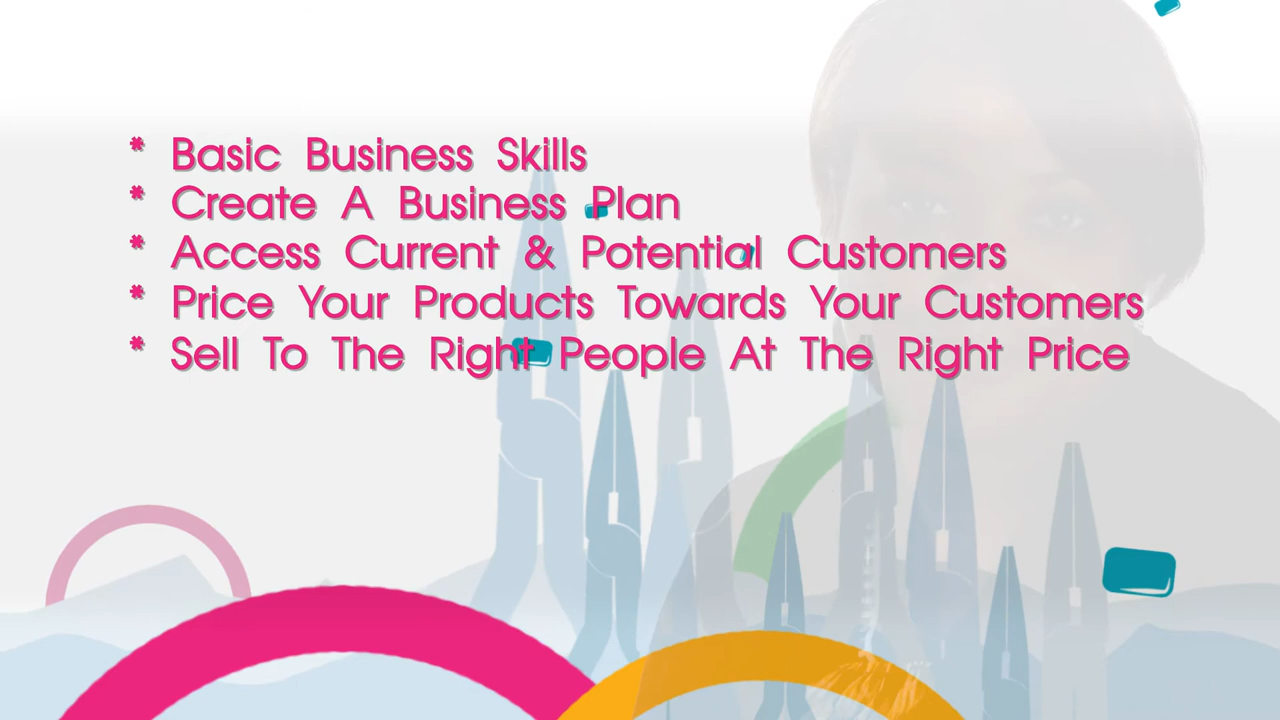 * Basic Business Skills
* Create A Business Plan
* Access Current & Potential Customers
* Price Your Products Towards Your Customers
* Sell To The Right People At The Right Price